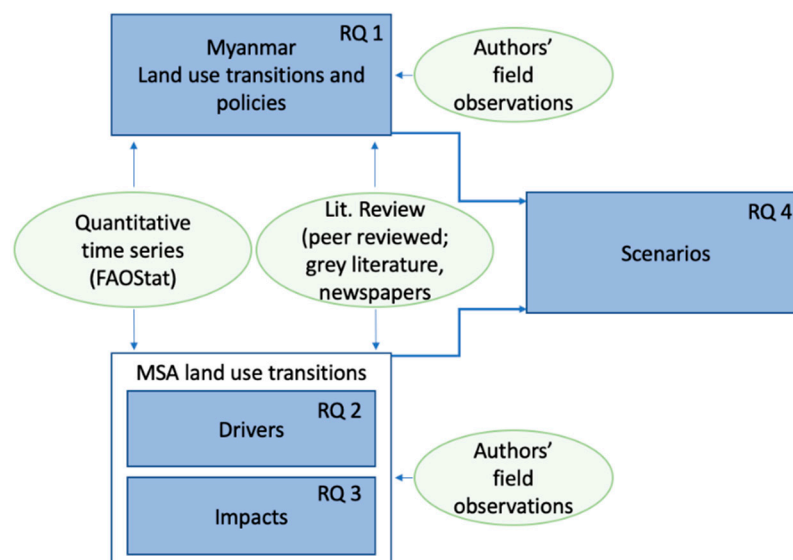 RQ 1
Myanmar
Land use transitions and
policies
Authors’
field
observations
Quantitative
time series
(FAOStat)
Lit. Review
(peer reviewed;
grey literature,
newspapers
RQ 4
Scenarios
MSA land use transitions
RQ 2
Drivers
RQ 3
Impacts
Authors’
field
observations